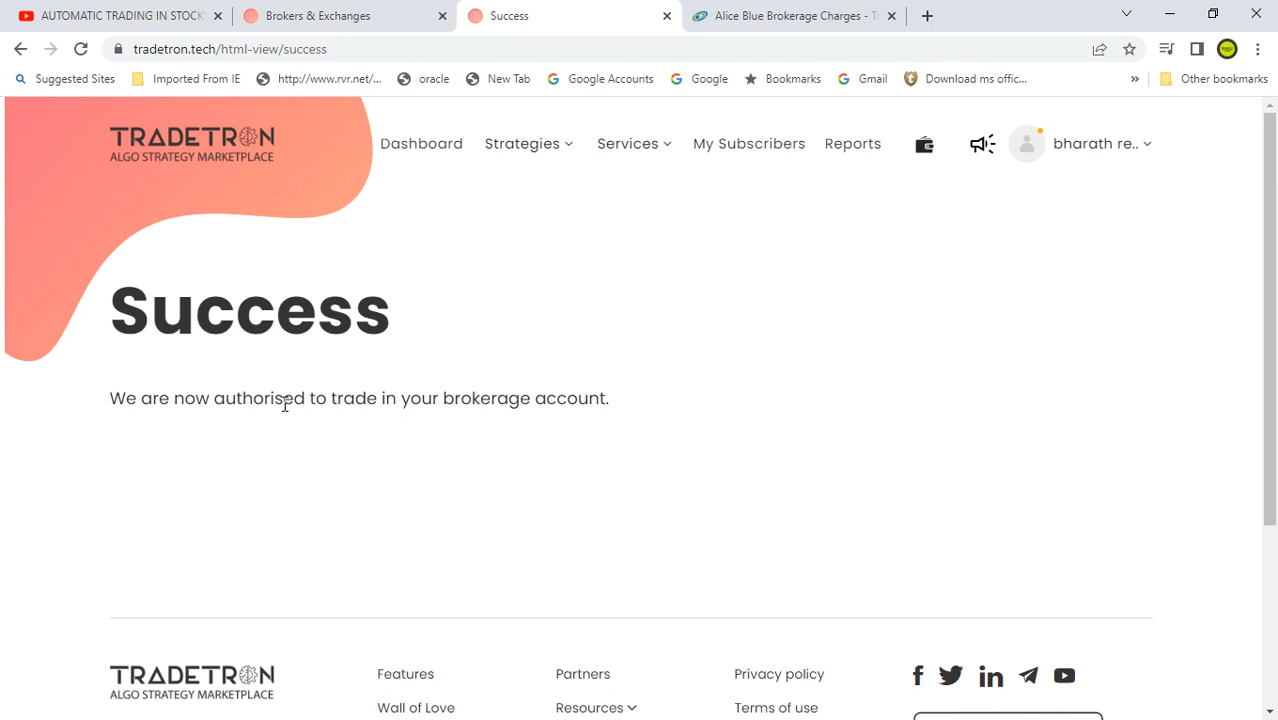 AUTOMATIC TRADING IN STOCK
Brokers & Exchanges
Success
Alice Blue Brokerage Charges - T
tradetron.tech/html-view/success
Suggested Sites
Imported From IE
http://www.rvr.net/...
oracle
New Tab
Google Accounts
Google
Bookmarks
Gmail
Download ms offic...
Other bookmarks
TRADETRON
ALGO STRATEGY MARKETPLACE
Dashboard
Strategies
Services
My Subscribers
Reports
bharath re..
Success
We are now authorised to trade in your brokerage account.
TRADETRON
ALGO STRATEGY MARKETPLACE
Features
Partners
Privacy policy
Wall of Love
Resources
Terms of use